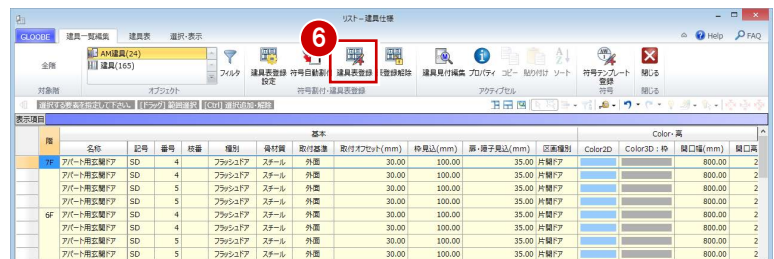 リスト - 建具仕様
GLOOBE 建具一覧編集 建具表 選択・表示 Help FAQ
6
全階 AM建具(24) 建具(165)
フィルタ 建具表登録設定 符号自動割付 建具表登録 登録解除 建具見付編集 プロパティ コピー 貼り付け ソート 符号テンプレート登録 閉じる
対象階 オブジェクト 符号割付・建具表登録 アクティブセル 符号 閉じる
選択する要素を指定して下さい。 [ドラッグ]:範囲選択 [Ctrl]:選択追加・解除
表示項目
階 基本 Color・高
名称 記号 番号 枝番 種別 骨材質 取付基準 取付オフセット(mm) 枠見込(mm) 扉・障子見込(mm) 区画種別 Color2D Color3D：枠 開口幅(mm) 開口高
7F アパート用玄関ドア SD 4 フラッシュドア スチール 外面 30.00 100.00 35.00 片開ドア 800.00 2
アパート用玄関ドア SD 4 フラッシュドア スチール 外面 30.00 100.00 35.00 片開ドア 800.00 2
アパート用玄関ドア SD 5 フラッシュドア スチール 外面 30.00 100.00 35.00 片開ドア 800.00 2
アパート用玄関ドア SD 5 フラッシュドア スチール 外面 30.00 100.00 35.00 片開ドア 800.00 2
6F アパート用玄関ドア SD 4 フラッシュドア スチール 外面 30.00 100.00 35.00 片開ドア 800.00 2
アパート用玄関ドア SD 4 フラッシュドア スチール 外面 30.00 100.00 35.00 片開ドア 800.00 2
アパート用玄関ドア SD 5 フラッシュドア スチール 外面 30.00 100.00 35.00 片開ドア 800.00 2
アパート用玄関ドア SD 5 フラッシュドア スチール 外面 30.00 100.00 35.00 片開ドア 800.00 2